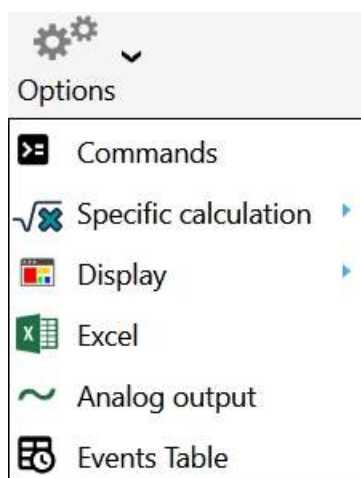 Options
Commands
Specific calculation
Display
Excel
Analog output
Events Table